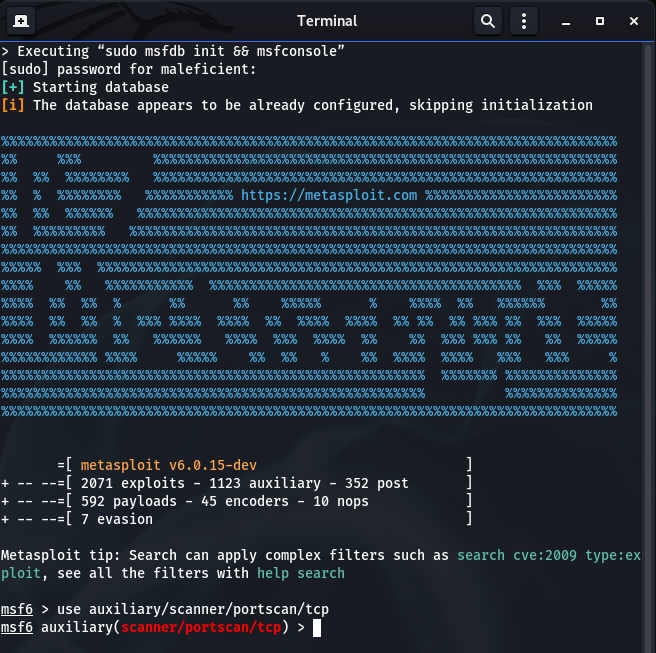 Terminal
> Executing “sudo msfdb init && msfconsole”
[sudo] password for maleficient:
[+] Starting database
[i] The database appears to be already configured, skipping initialization
https://metasploit.com
=[ metasploit v6.0.15-dev ]
+ -- --=[ 2071 exploits - 1123 auxiliary - 352 post ]
+ -- --=[ 592 payloads - 45 encoders - 10 nops ]
+ -- --=[ 7 evasion ]
Metasploit tip: Search can apply complex filters such as search cve:2009 type:ex
ploit, see all the filters with help search
msf6 > use auxiliary/scanner/portscan/tcp
msf6 auxiliary(scanner/portscan/tcp) >